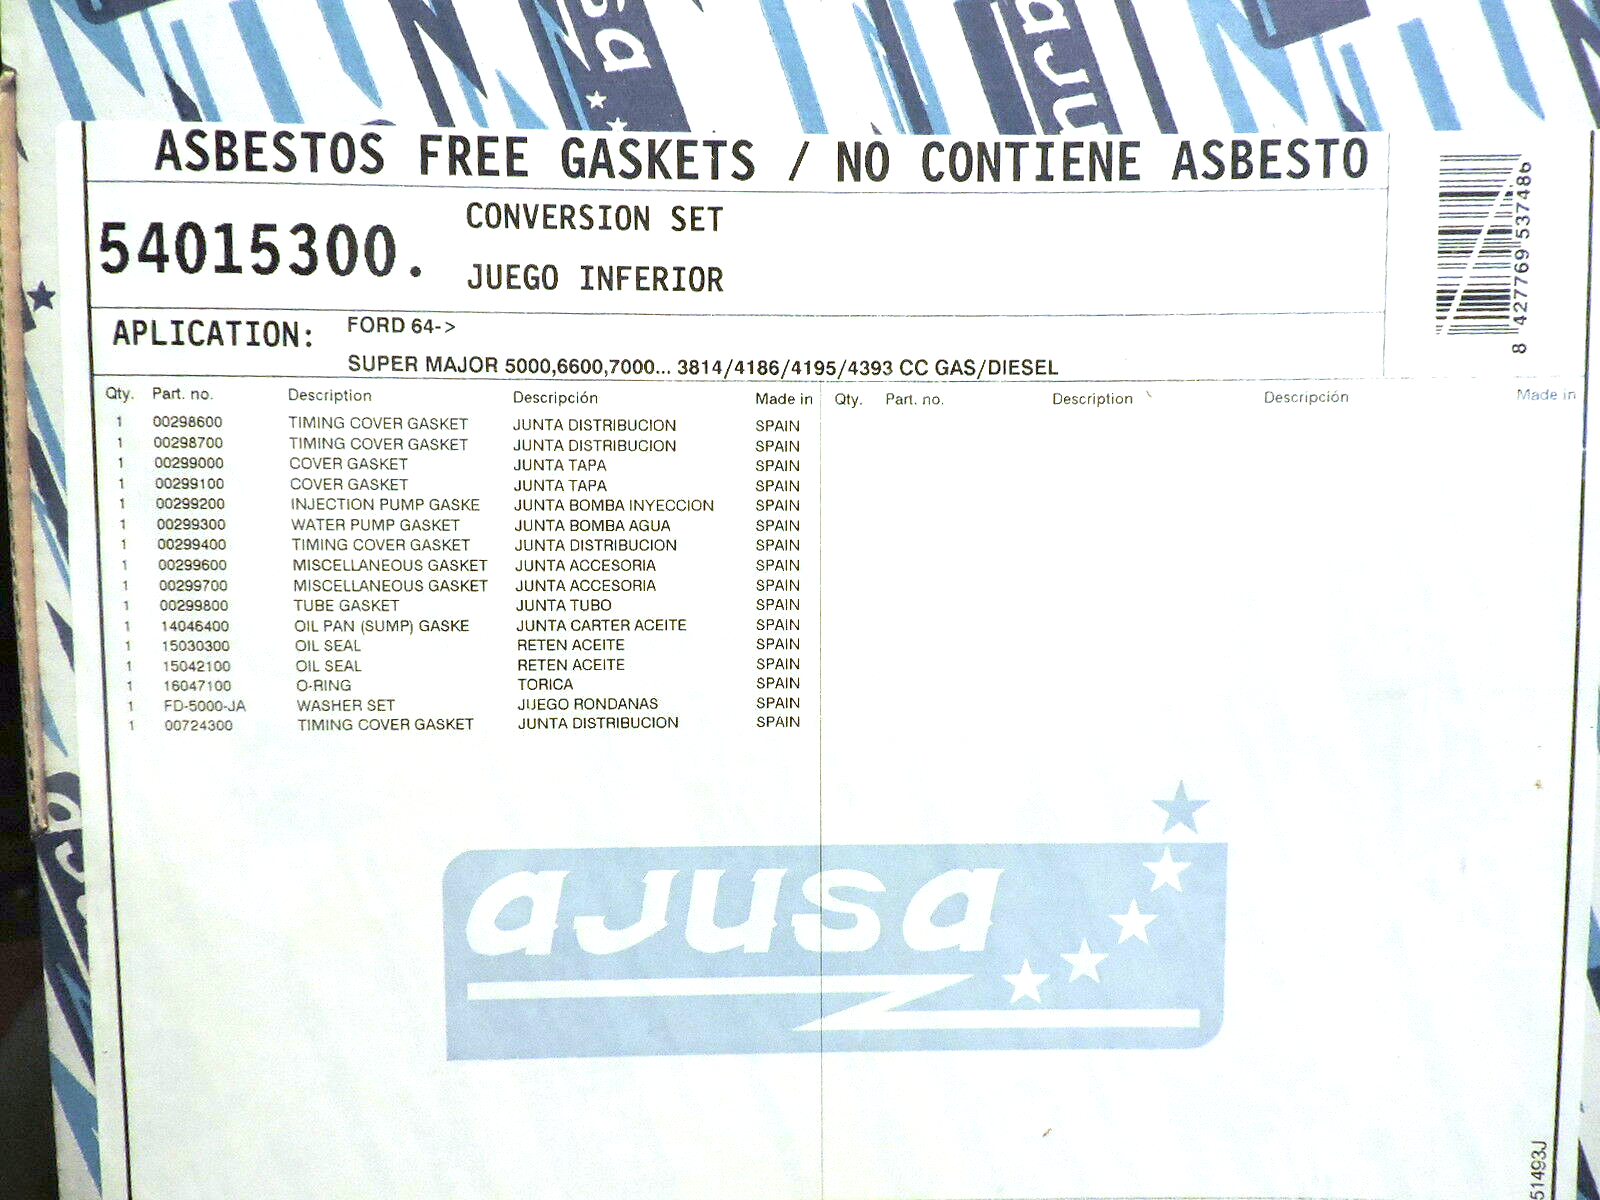 sa
aju
ASBESTOS FREE GASKETS / NO CONTIENE ASBESTO
54015300.
CONVERSION SET
JUEGO INFERIOR
8 427769 537486
APLICATION:
FORD 64->
SUPER MAJOR 5000,6600,7000... 3814/4186/4195/4393 CC GAS/DIESEL
Qty. Part. no. Description Descripción Made in Qty. Part. no. Description Descripción Made in
1 00298600 TIMING COVER GASKET JUNTA DISTRIBUCION SPAIN
1 00298700 TIMING COVER GASKET JUNTA DISTRIBUCION SPAIN
1 00299000 COVER GASKET JUNTA TAPA SPAIN
1 00299100 COVER GASKET JUNTA TAPA SPAIN
1 00299200 INJECTION PUMP GASKE JUNTA BOMBA INYECCION SPAIN
1 00299300 WATER PUMP GASKET JUNTA BOMBA AGUA SPAIN
1 00299400 TIMING COVER GASKET JUNTA DISTRIBUCION SPAIN
1 00299600 MISCELLANEOUS GASKET JUNTA ACCESORIA SPAIN
1 00299700 MISCELLANEOUS GASKET JUNTA ACCESORIA SPAIN
1 00299800 TUBE GASKET JUNTA TUBO SPAIN
1 14046400 OIL PAN (SUMP) GASKE JUNTA CARTER ACEITE SPAIN
1 15030300 OIL SEAL RETEN ACEITE SPAIN
1 15042100 OIL SEAL RETEN ACEITE SPAIN
1 16047100 O-RING TORICA SPAIN
1 FD-5000-JA WASHER SET JUEGO RONDANAS SPAIN
1 00724300 TIMING COVER GASKET JUNTA DISTRIBUCION SPAIN
ajusa
51493J